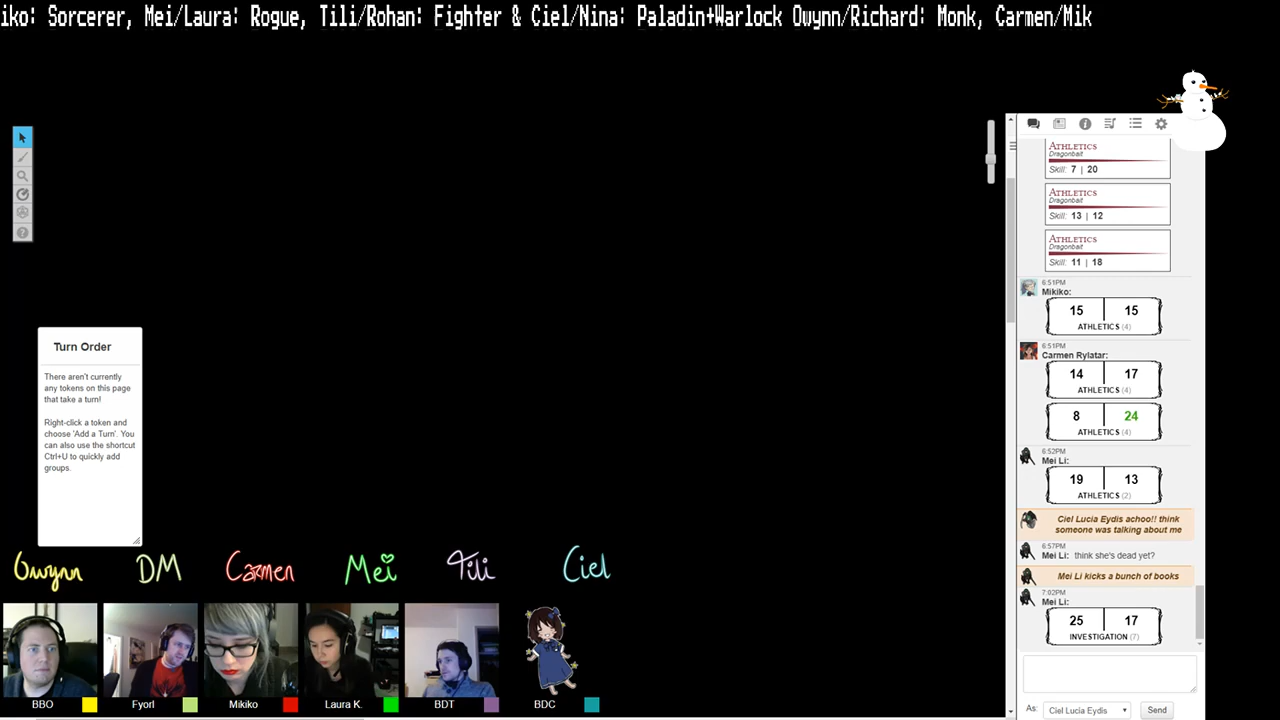 iko: Sorcerer, Mei/Laura: Rogue, Tili/Rohan: Fighter & Ciel/Nina: Paladin+Warlock Owynn/Richard: Monk, Carmen/Mik
ATHLETICS
Dragonbait
Skill: 7 | 20
ATHLETICS
Dragonbait
Skill: 13 | 12
ATHLETICS
Dragonbait
Skill: 11 | 18
6:51PM
Mikiko:
15 15
ATHLETICS (4)
6:51PM
Carmen Rylatar:
14 17
ATHLETICS (4)
8 24
ATHLETICS (4)
6:52PM
Mei Li:
19 13
ATHLETICS (2)
Ciel Lucia Eydis achoo!! think
someone was talking about me
6:57PM
Mei Li: think she's dead yet?
Mei Li kicks a bunch of books
7:02PM
Mei Li:
25 17
INVESTIGATION (7)
As: Ciel Lucia Eydis Send
Turn Order
There aren't currently
any tokens on this page
that take a turn!
Right-click a token and
choose 'Add a Turn'. You
can also use the shortcut
Ctrl+U to quickly add
groups.
Owynn DM Carmen Mei Tili Ciel
BBO Fyorl Mikiko Laura K. BDT BDC